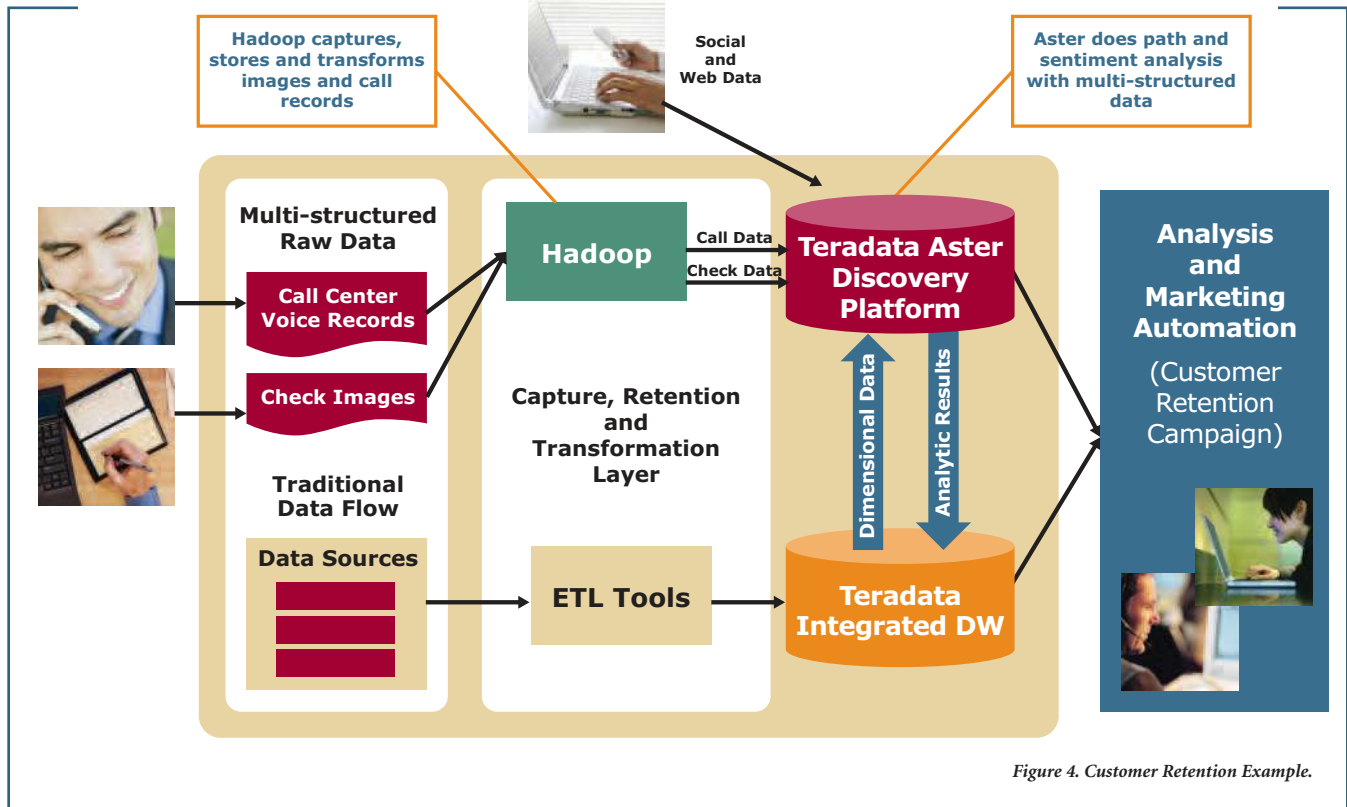 Hadoop captures,
stores and transforms
images and call
records
Social
and
Web Data
Aster does path and
sentiment analysis
with multi-structured
data
Multi-structured
Raw Data
Call Center
Voice Records
Check Images
Traditional
Data Flow
Data Sources
Hadoop
Call Data
Check Data
Capture, Retention
and
Transformation
Layer
ETL Tools
Teradata Aster
Discovery
Platform
Dimensional Data
Analytic Results
Teradata
Integrated DW
Analysis
and
Marketing
Automation
(Customer
Retention
Campaign)
Figure 4. Customer Retention Example.